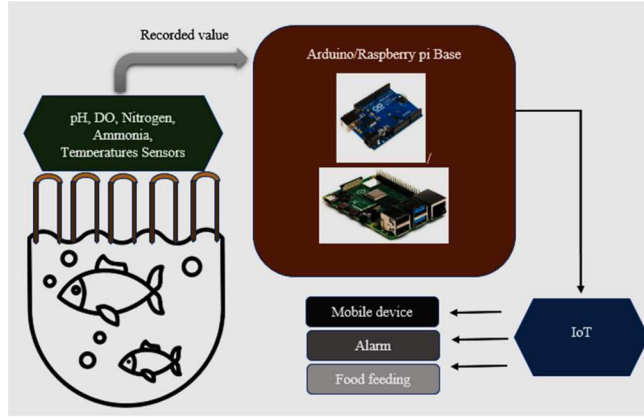 Recorded value
Arduino/Raspberry pi Base
pH, DO, Nitrogen,
Ammonia,
Temperatures Sensors
/
Mobile device
Alarm
Food feeding
IoT